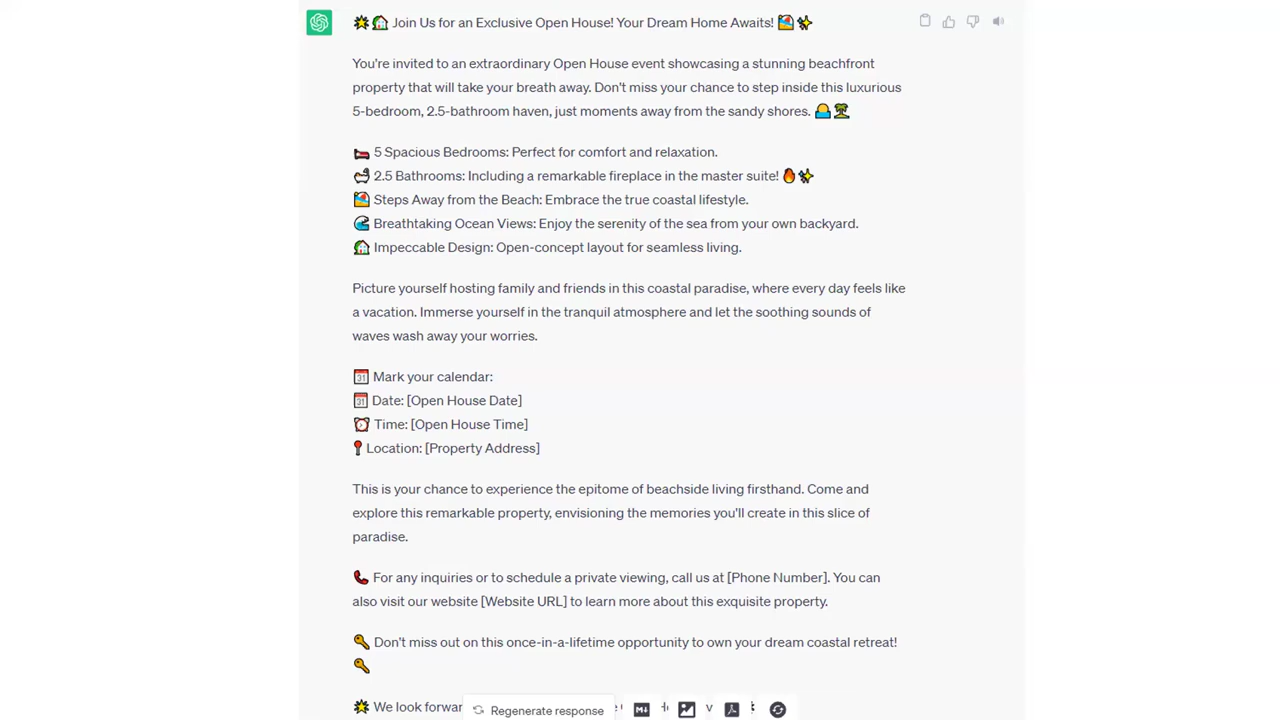 Join Us for an Exclusive Open House! Your Dream Home Awaits!
You're invited to an extraordinary Open House event showcasing a stunning beachfront
property that will take your breath away. Don't miss your chance to step inside this luxurious
5-bedroom, 2.5-bathroom haven, just moments away from the sandy shores.
5 Spacious Bedrooms: Perfect for comfort and relaxation.
2.5 Bathrooms: Including a remarkable fireplace in the master suite!
Steps Away from the Beach: Embrace the true coastal lifestyle.
Breathtaking Ocean Views: Enjoy the serenity of the sea from your own backyard.
Impeccable Design: Open-concept layout for seamless living.
Picture yourself hosting family and friends in this coastal paradise, where every day feels like
a vacation. Immerse yourself in the tranquil atmosphere and let the soothing sounds of
waves wash away your worries.
Mark your calendar:
Date: [Open House Date]
Time: [Open House Time]
Location: [Property Address]
This is your chance to experience the epitome of beachside living firsthand. Come and
explore this remarkable property, envisioning the memories you'll create in this slice of
paradise.
For any inquiries or to schedule a private viewing, call us at [Phone Number]. You can
also visit our website [Website URL] to learn more about this exquisite property.
Don't miss out on this once-in-a-lifetime opportunity to own your dream coastal retreat!
We look
Regenerate response